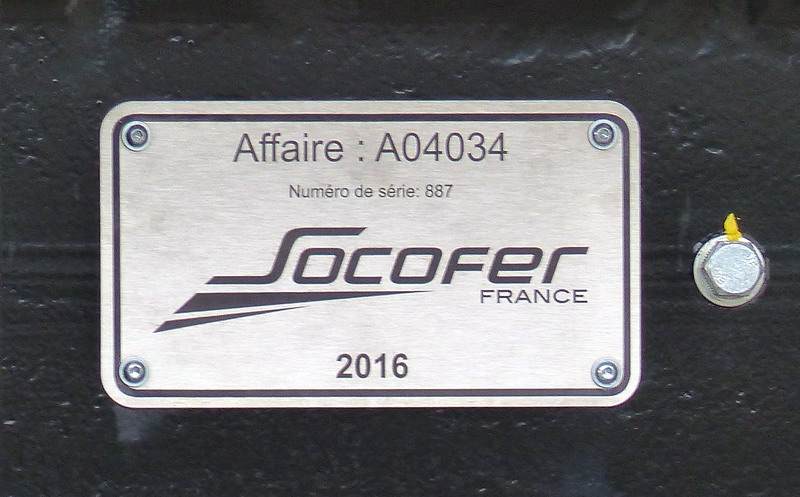 Affaire : A04034
Numéro de série: 887
Socofer
FRANCE
2016